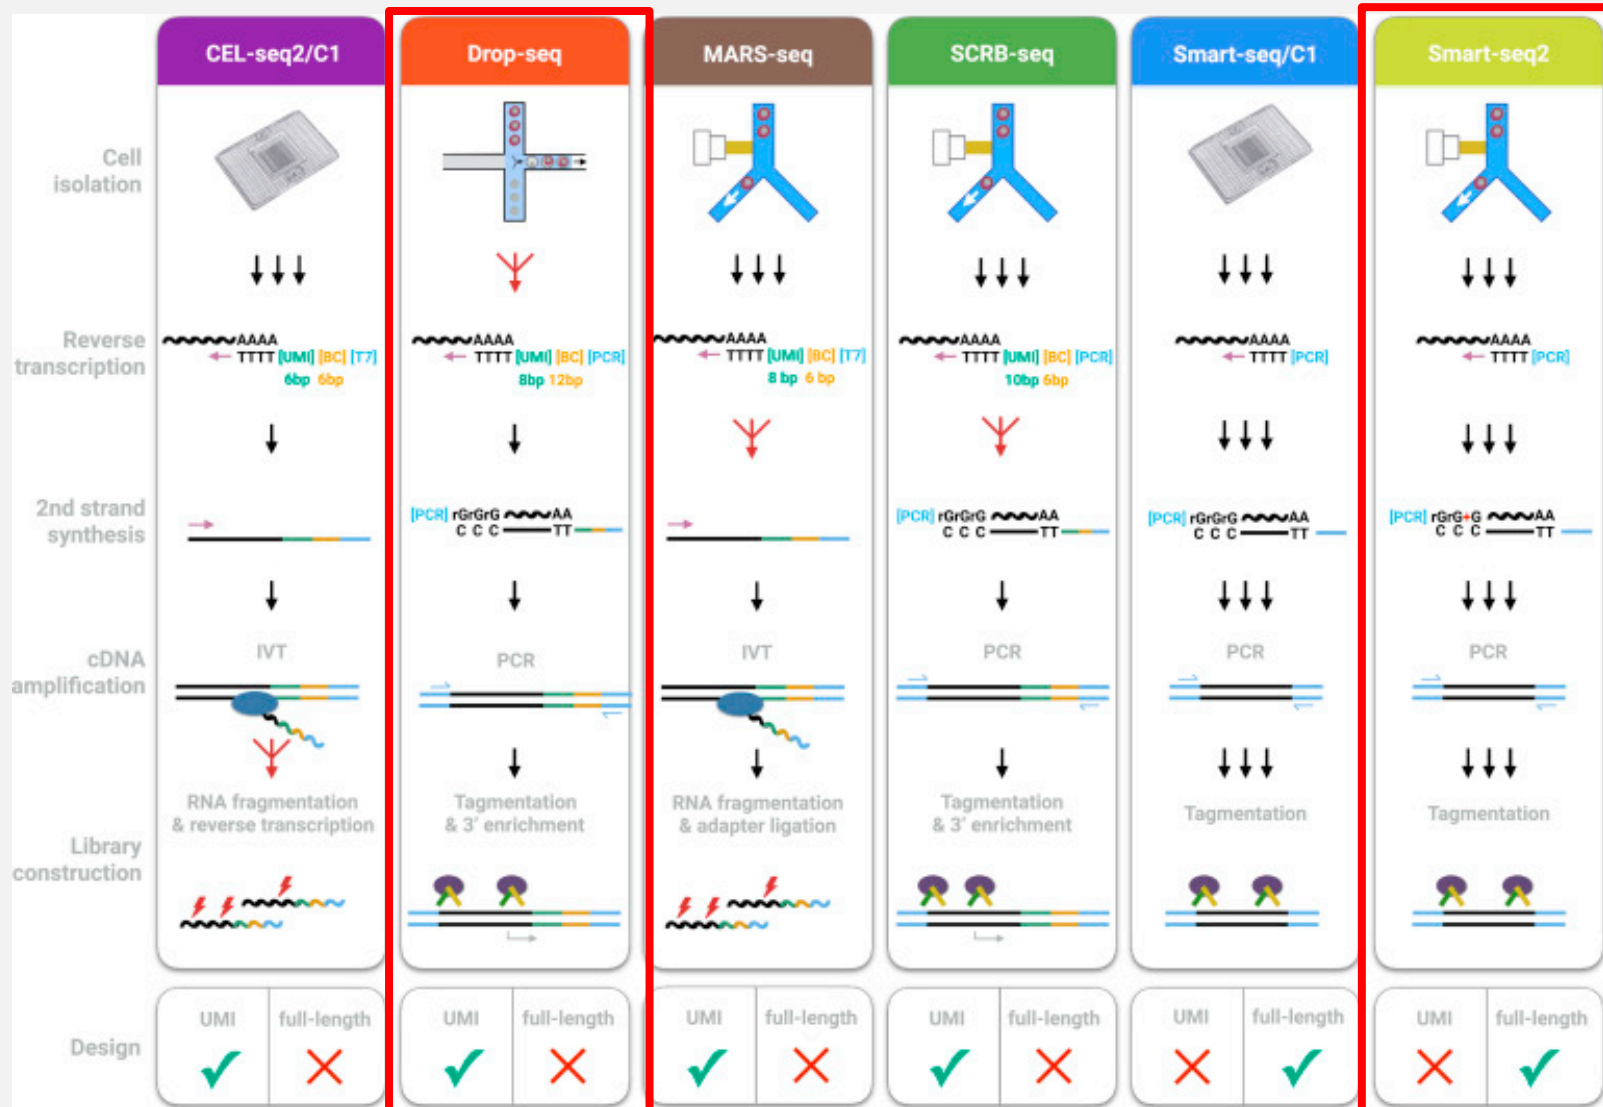 CEL-seq2/C1
Drop-seq
MARS-seq
SCRB-seq
Smart-seq/C1
Smart-seq2
Cell
isolation
Reverse
transcription
AAAA
TTTT [UMI] [BC] [T7]
6bp 6bp
AAAA
TTTT [UMI] [BC] [PCR]
8bp 12bp
AAAA
TTTT [UMI] [BC] [T7]
8 bp 6 bp
AAAA
TTTT [UMI] [BC] [PCR]
10bp 6bp
AAAA
TTTT [PCR]
AAAA
TTTT [PCR]
2nd strand
synthesis
[PCR] rGrGrG AA
C C C TT
[PCR] rGrGrG AA
C C C TT
[PCR] rGrGrG AA
C C C TT
[PCR] rGrG+G AA
C C C TT
cDNA
amplification
IVT
PCR
IVT
PCR
PCR
PCR
Library
construction
RNA fragmentation
& reverse transcription
Tagmentation
& 3' enrichment
RNA fragmentation
& adapter ligation
Tagmentation
& 3' enrichment
Tagmentation
Tagmentation
Design
UMI full-length
UMI full-length
UMI full-length
UMI full-length
UMI full-length
UMI full-length